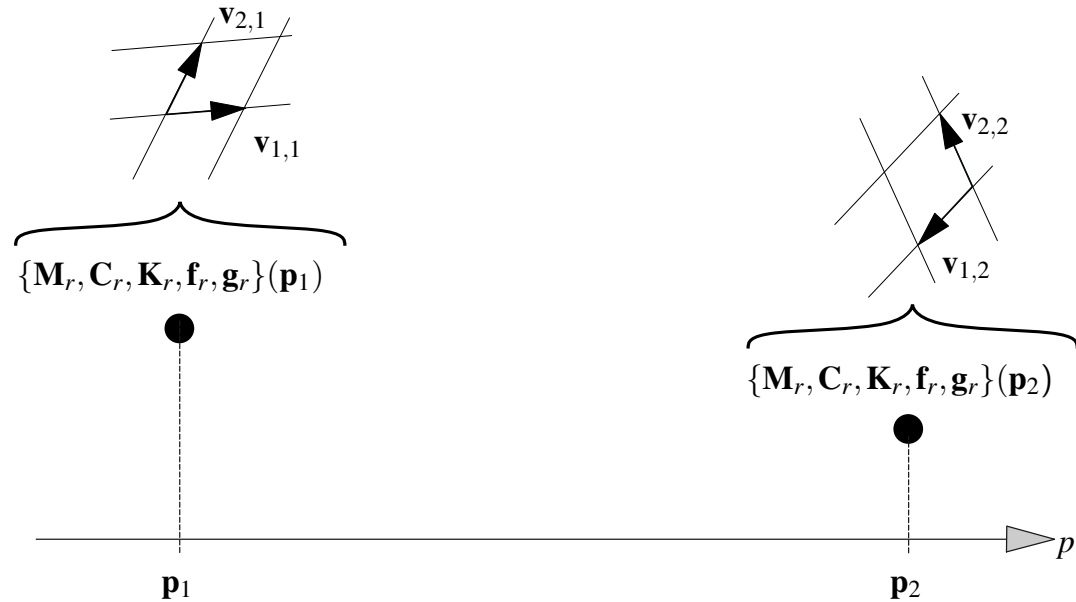 v2,1
v1,1
v2,2
v1,2
{Mr, Cr, Kr, fr, gr}(p1)
{Mr, Cr, Kr, fr, gr}(p2)
p
p1
p2